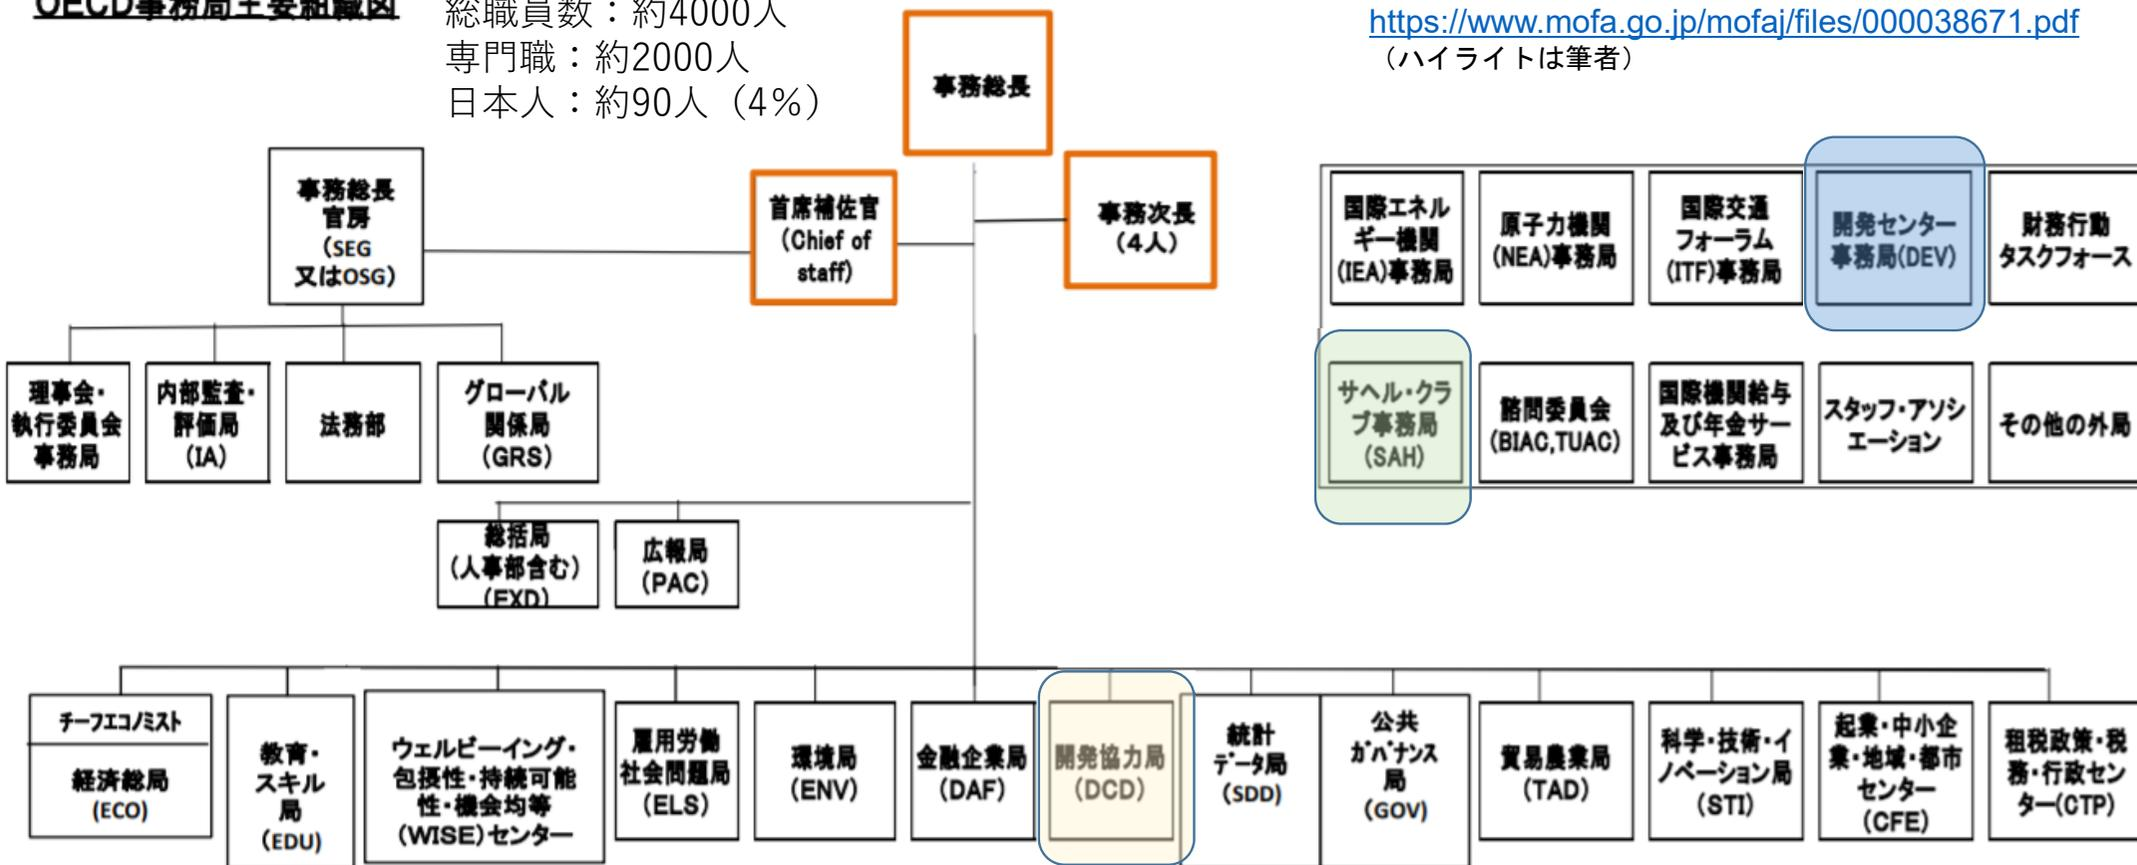 OECD事務局主要組織図
総職員数：約4000人
専門職：約2000人
日本人：約90人（4％）
https://www.mofa.go.jp/mofaj/files/000038671.pdf
（ハイライトは筆者）
事務総長
事務総長
官房
（SEG
又はOSG）
首席補佐官
(Chief of
staff)
事務次長
（４人）
国際エネル
ギー機関
(IEA)事務局
原子力機関
(NEA)事務局
国際交通
フォーラム
(ITF)事務局
開発センター
事務局(DEV)
財務行動
タスクフォース
理事会・
執行委員会
事務局
内部監査・
評価局
(IA)
法務部
グローバル
関係局
(GRS)
サヘル・クラ
ブ事務局
(SAH)
諮問委員会
(BIAC,TUAC)
国際機関給与
及び年金サー
ビス事務局
スタッフ・アソシ
エーション
その他の外局
総括局
（人事部含む）
(EXD)
広報局
（PAC）
チーフエコノミスト
経済総局
(ECO)
教育・
スキル
局
（EDU)
ウェルビーイング・
包摂性・持続可能
性・機会均等
（WISE）センター
雇用労働
社会問題局
（ELS）
環境局
（ENV）
金融企業局
（DAF）
開発協力局
（DCD）
統計
データ局
（SDD）
公共
ガバナンス
局
（GOV）
貿易農業局
（TAD）
科学・技術・イ
ノベーション局
（STI）
起業・中小企
業・地域・都市
センター
（CFE）
租税政策・税
務・行政セン
ター(CTP)